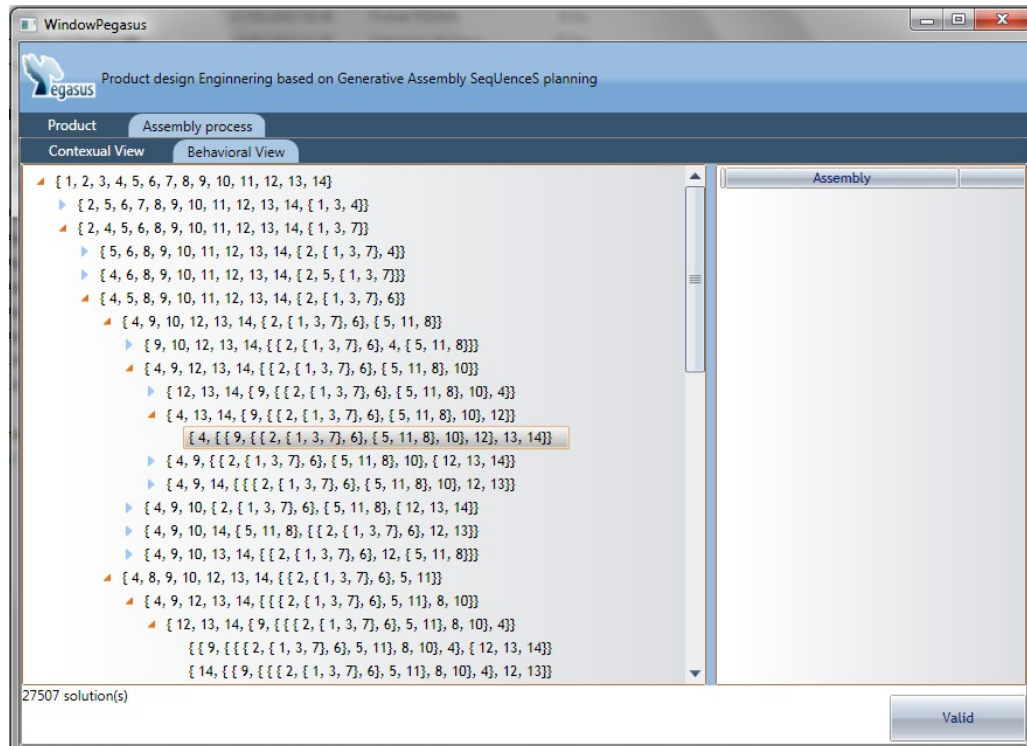 WindowPegasus
Pegasus
Product design Enginnering based on Generative Assembly SeqUenceS planning
Product Assembly process
Contexual View Behavioral View
{ 1, 2, 3, 4, 5, 6, 7, 8, 9, 10, 11, 12, 13, 14}
{ 2, 5, 6, 7, 8, 9, 10, 11, 12, 13, 14, { 1, 3, 4}}
{ 2, 4, 5, 6, 8, 9, 10, 11, 12, 13, 14, { 1, 3, 7}}
{ 5, 6, 8, 9, 10, 11, 12, 13, 14, { 2, { 1, 3, 7}, 4}}
{ 4, 6, 8, 9, 10, 11, 12, 13, 14, { 2, 5, { 1, 3, 7}}}
{ 4, 5, 8, 9, 10, 11, 12, 13, 14, { 2, { 1, 3, 7}, 6}}
{ 4, 9, 10, 12, 13, 14, { 2, { 1, 3, 7}, 6}, { 5, 11, 8}}
{ 9, 10, 12, 13, 14, { { 2, { 1, 3, 7}, 6}, 4, { 5, 11, 8}}}
{ 4, 9, 12, 13, 14, { { 2, { 1, 3, 7}, 6}, { 5, 11, 8}, 10}}
{ 12, 13, 14, { 9, { { 2, { 1, 3, 7}, 6}, { 5, 11, 8}, 10}, 4}}
{ 4, 13, 14, { 9, { { 2, { 1, 3, 7}, 6}, { 5, 11, 8}, 10}, 12}}
{ 4, { { 9, { { 2, { 1, 3, 7}, 6}, { 5, 11, 8}, 10}, 12}, 13, 14}}
{ 4, 9, { { 2, { 1, 3, 7}, 6}, { 5, 11, 8}, 10}, { 12, 13, 14}}
{ 4, 9, 14, { { { 2, { 1, 3, 7}, 6}, { 5, 11, 8}, 10}, 12, 13}}
{ 4, 9, 10, { 2, { 1, 3, 7}, 6}, { 5, 11, 8}, { 12, 13, 14}}
{ 4, 9, 10, 14, { 5, 11, 8}, { { 2, { 1, 3, 7}, 6}, 12, 13}}
{ 4, 9, 10, 13, 14, { { 2, { 1, 3, 7}, 6}, 12, { 5, 11, 8}}}
{ 4, 8, 9, 10, 12, 13, 14, { { 2, { 1, 3, 7}, 6}, 5, 11}}
{ 4, 9, 12, 13, 14, { { { 2, { 1, 3, 7}, 6}, 5, 11}, 8, 10}}
{ 12, 13, 14, { 9, { { { 2, { 1, 3, 7}, 6}, 5, 11}, 8, 10}, 4}}
{ { 9, { { { 2, { 1, 3, 7}, 6}, 5, 11}, 8, 10}, 4}, { 12, 13, 14}}
{ 14, { { 9, { { { 2, { 1, 3, 7}, 6}, 5, 11}, 8, 10}, 4}, 12, 13}}
Assembly
27507 solution(s)
Valid